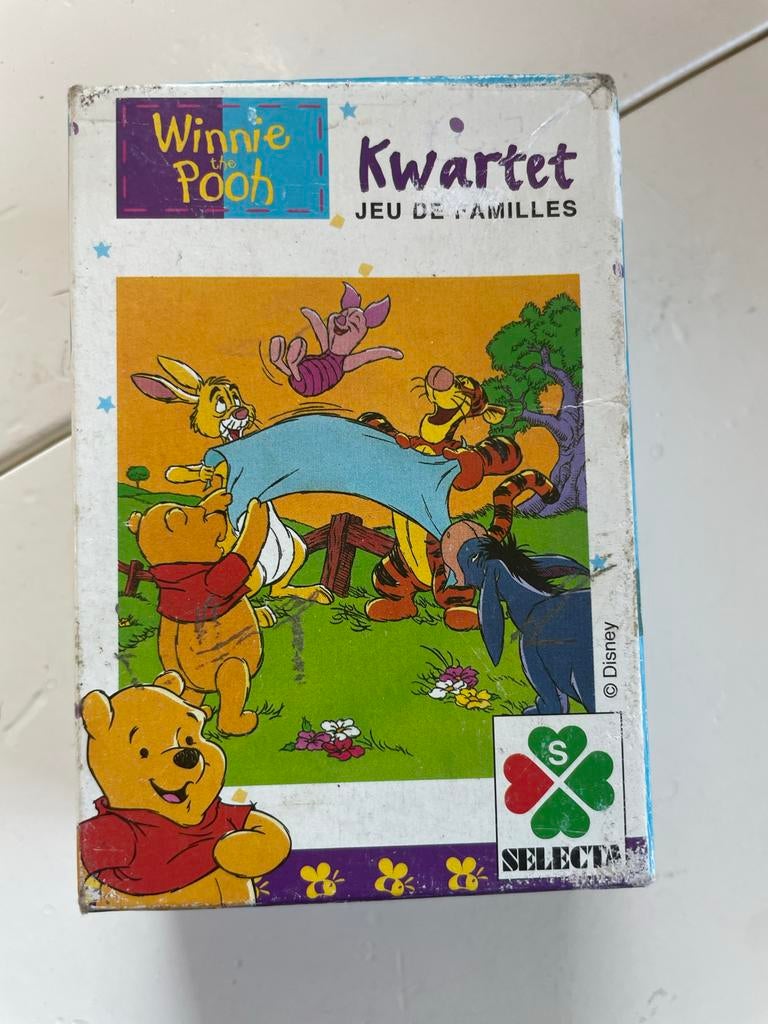 Winnie
the
Pooh
Kwartet
JEU DE FAMILLES
© Disney
S
SELECTA